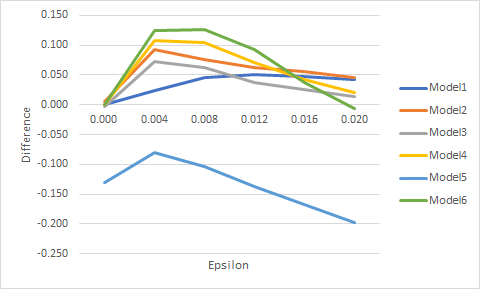 0.150
0.100
0.050
0.000
-0.050
-0.100
-0.150
-0.200
-0.250
Difference
0.000 0.004 0.008 0.012 0.016 0.020
Epsilon
Model1
Model2
Model3
Model4
Model5
Model6